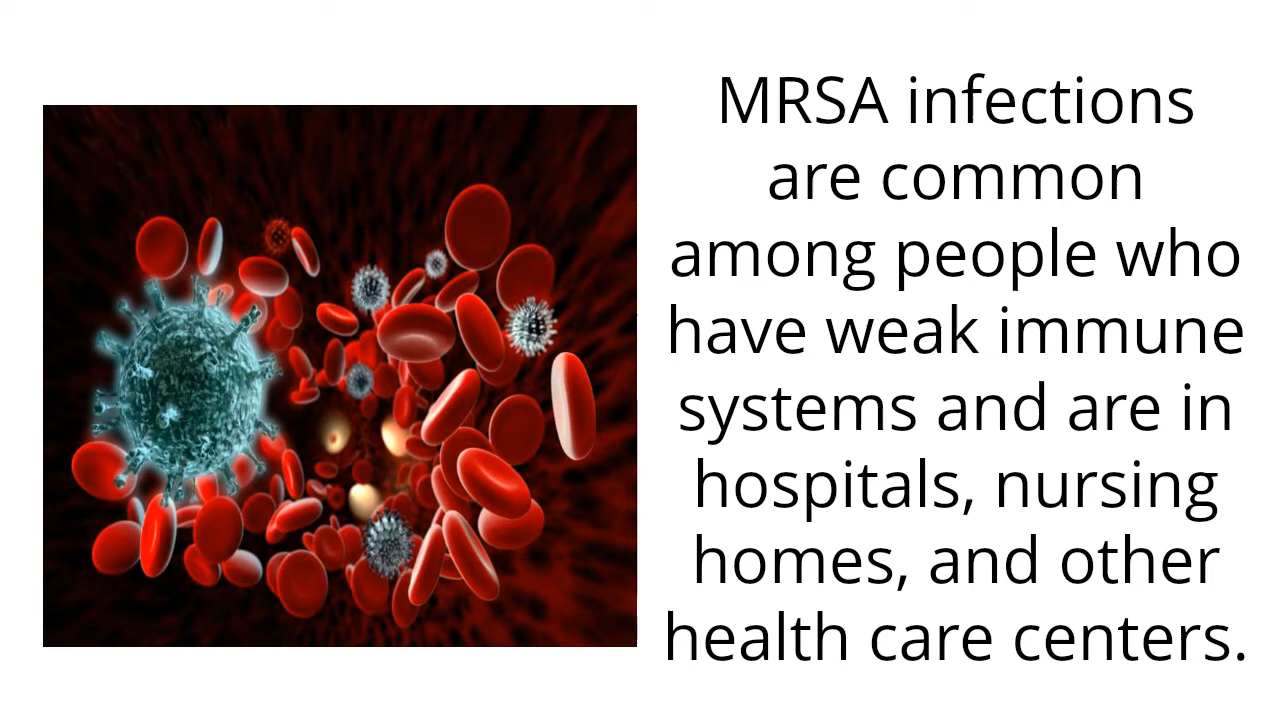 MRSA infections
are common
among people who
have weak immune
systems and are in
hospitals, nursing
homes, and other
health care centers.